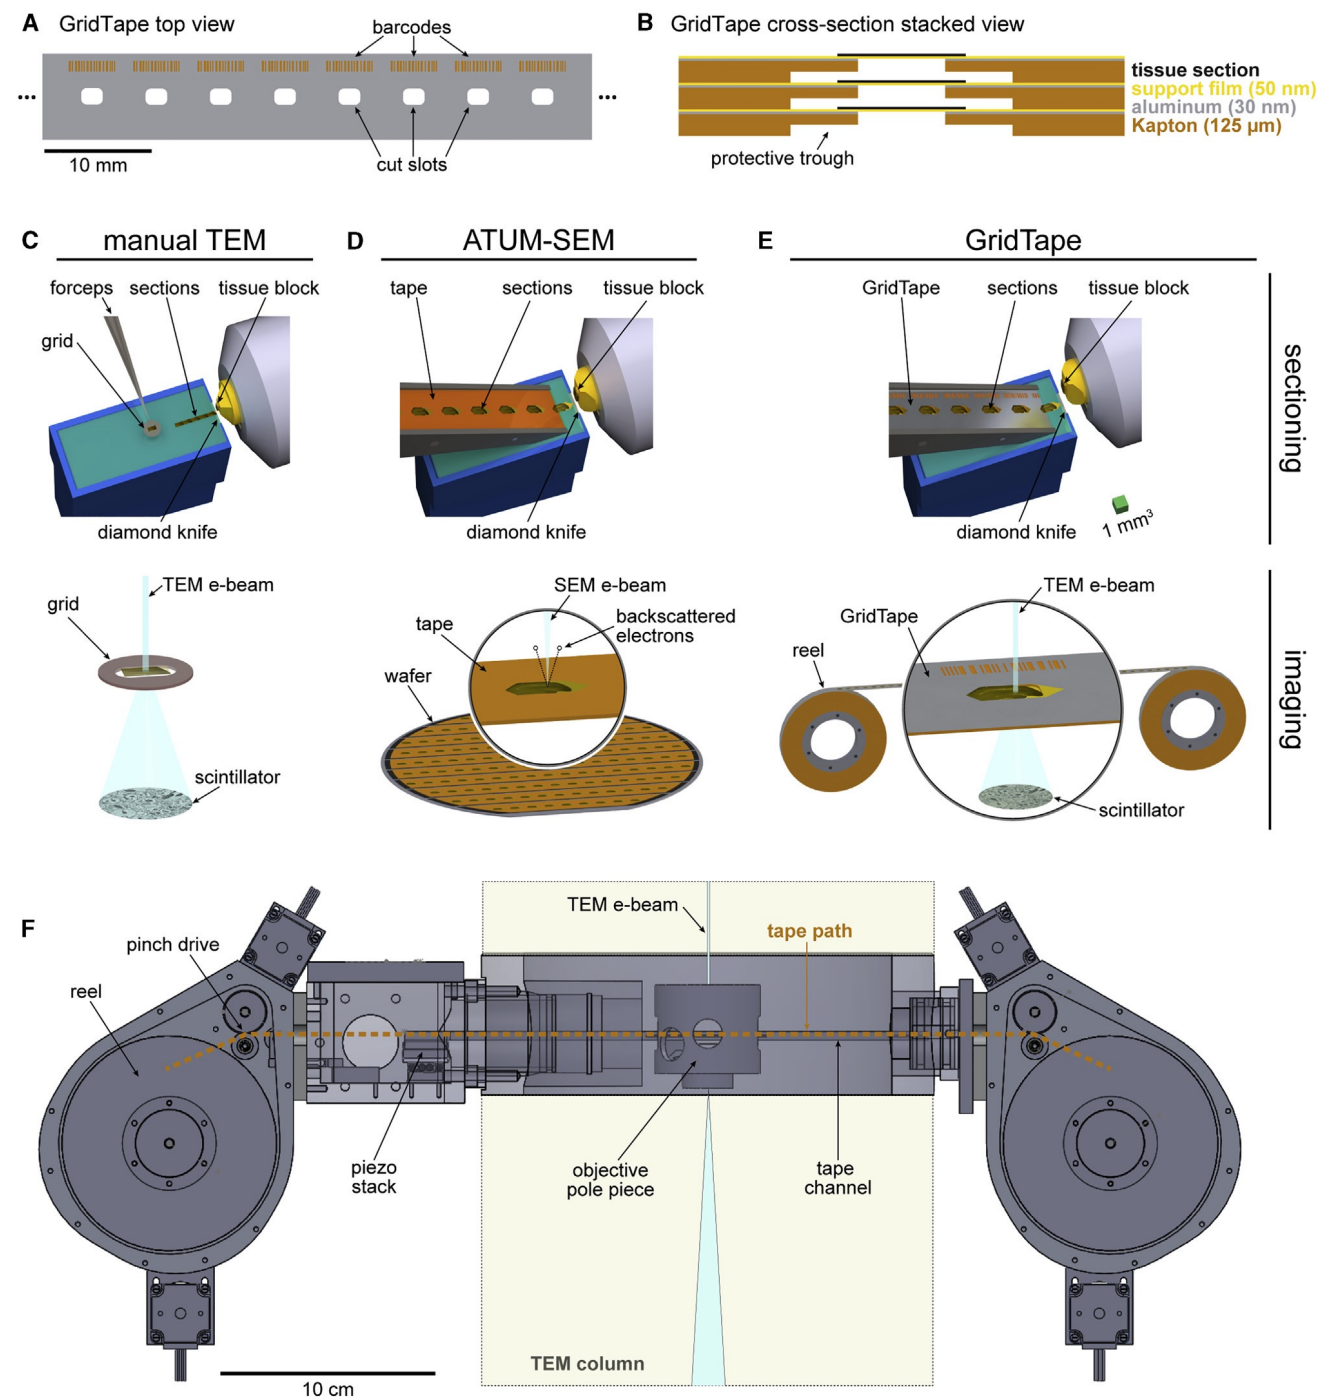 A GridTape top view
barcodes
...
...
cut slots
10 mm
B GridTape cross-section stacked view
tissue section
support film (50 nm)
aluminum (30 nm)
Kapton (125 µm)
protective trough
C manual TEM
forceps sections tissue block
grid
diamond knife
D ATUM-SEM
tape sections tissue block
diamond knife
E GridTape
GridTape sections tissue block
diamond knife
1 mm³
sectioning
TEM e-beam
grid
scintillator
SEM e-beam
backscattered
electrons
tape
wafer
TEM e-beam
GridTape
reel
scintillator
imaging
F
TEM e-beam
tape path
pinch drive
reel
piezo
stack
objective
pole piece
tape
channel
TEM column
10 cm